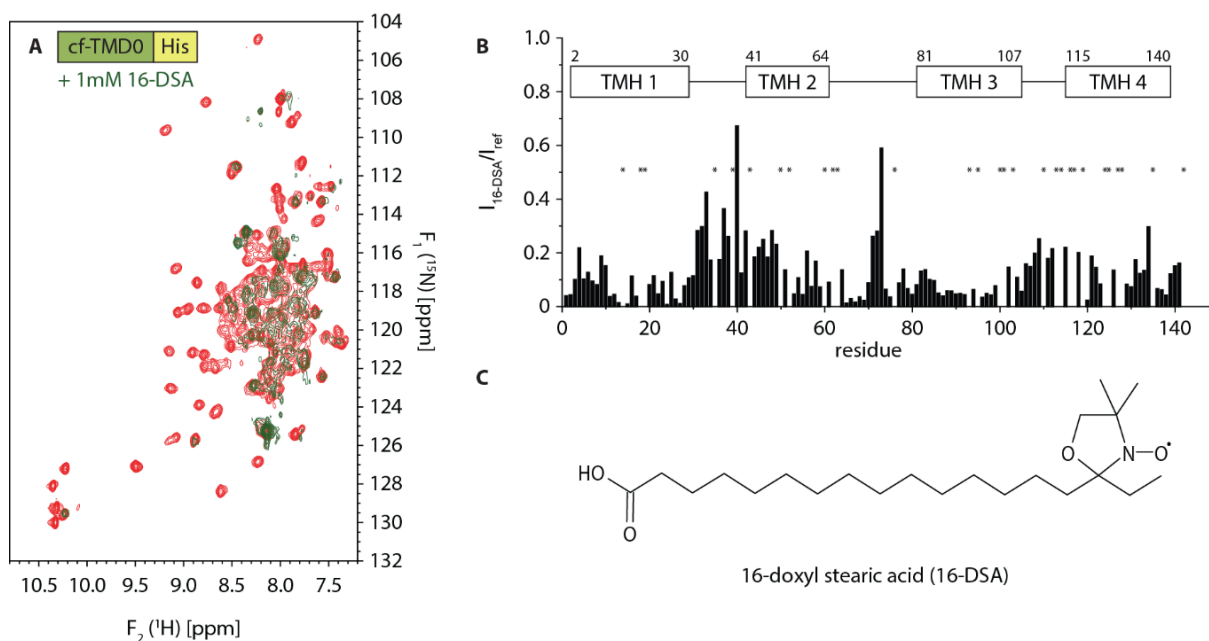 A
cf-TMD0 His
+ 1mM 16-DSA
104
106
108
110
112
114
116
118
120
122
124
126
128
130
132
F1 (15N) [ppm]
10.5 10.0 9.5 9.0 8.5 8.0 7.5
F2 (1H) [ppm]
B
1.0
0.8
0.6
0.4
0.2
0
I16-DSA/Iref
2 30 41 64 81 107 115 140
TMH 1 TMH 2 TMH 3 TMH 4
* * * * * * * * * * * * * * * * * * * * * * * * * * * * *
0 20 40 60 80 100 120 140
residue
C
HO
O
O
N
O•
16-doxyl stearic acid (16-DSA)